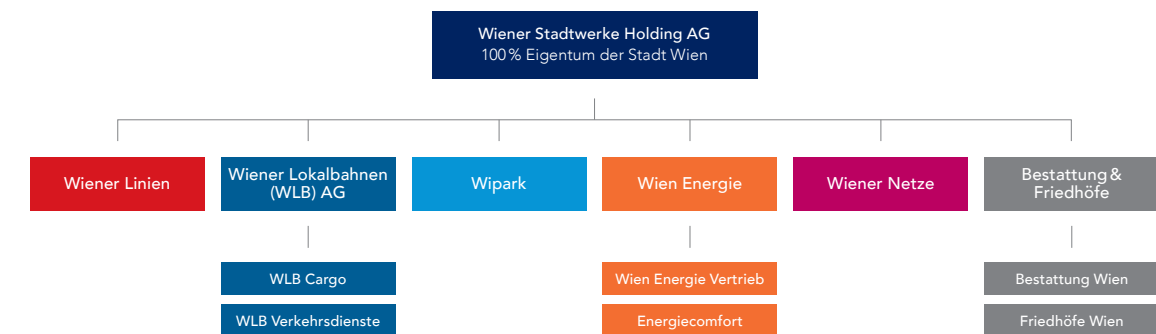 Wiener Stadtwerke Holding AG
100 % Eigentum der Stadt Wien
Wiener Linien
Wiener Lokalbahnen
(WLB) AG
Wipark
Wien Energie
Wiener Netze
Bestattung &
Friedhöfe
WLB Cargo
Wien Energie Vertrieb
Bestattung Wien
WLB Verkehrsdienste
Energiecomfort
Friedhöfe Wien